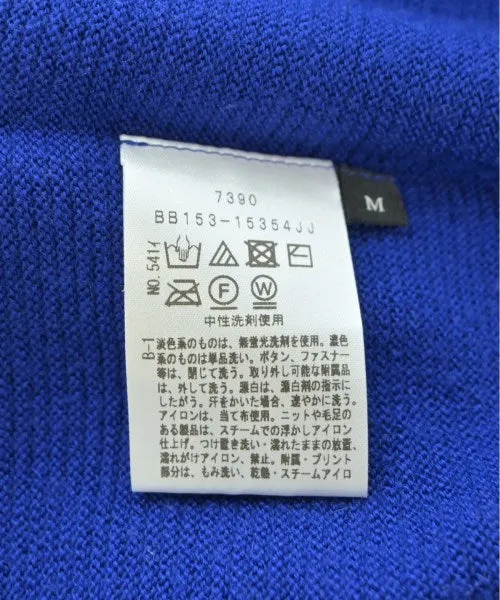 7390
BB153-15354JJ
NO.541イ
F
W
中性洗剤使用
B-1
淡色系のものは、無蛍光洗剤を使用。濃色
系のものは単品洗い。ボタン、ファスナー
等は、閉じて洗う。取り外し可能な附属品
は、外して洗う。漂白は、漂白剤の指示に
したがう。汗をかいた場合、速やかに洗う。
アイロンは、当て布使用。ニットや毛足の
ある製品は、スチームでの浮かしアイロン
仕上げ。つけ置き洗い・濡れたままの放置、
濡れがけアイロン、禁止。附属・プリント
部分は、もみ洗い、乾熱・スチームアイロ
M